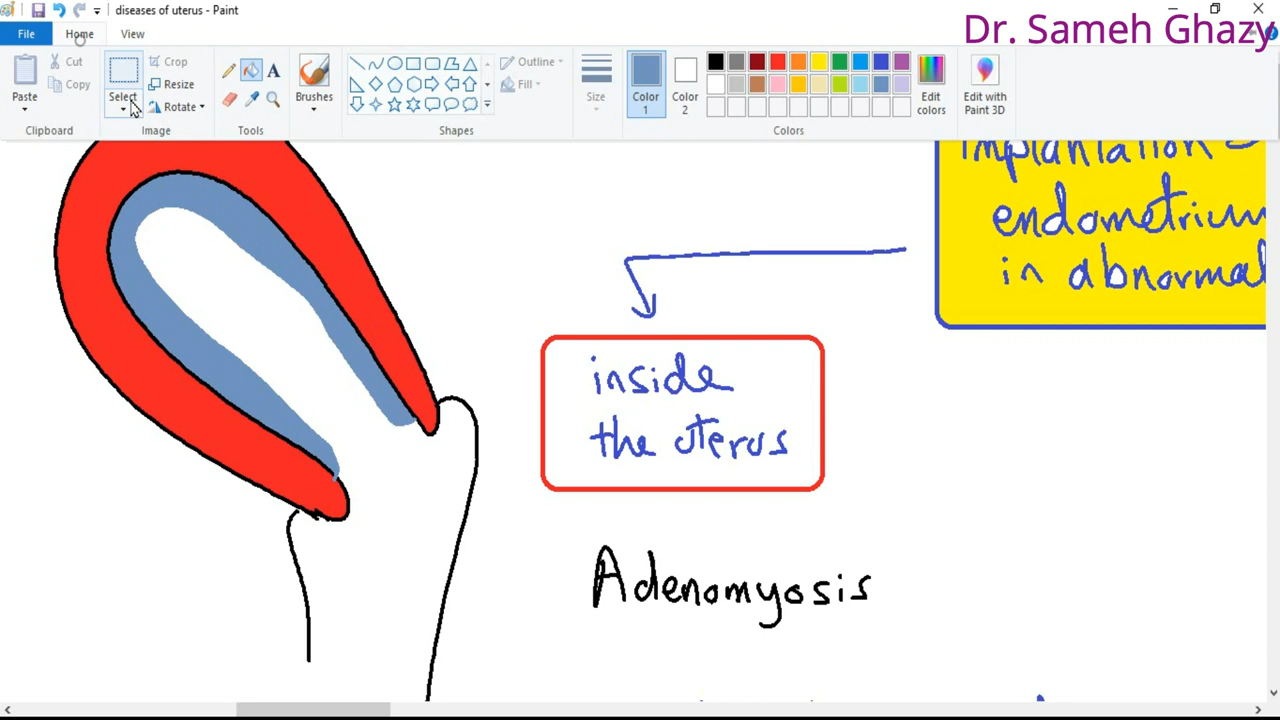 diseases of uterus - Paint
Dr. Sameh Ghazy
File
Home
View
Paste
Cut
Copy
Clipboard
Select
Crop
Resize
Rotate
Image
Tools
Brushes
Shapes
Outline
Fill
Size
Color
1
Color
2
Edit
colors
Edit with
Paint 3D
Colors
implantation
endometrium
in abnormal
inside
the uterus
Adenomyosis